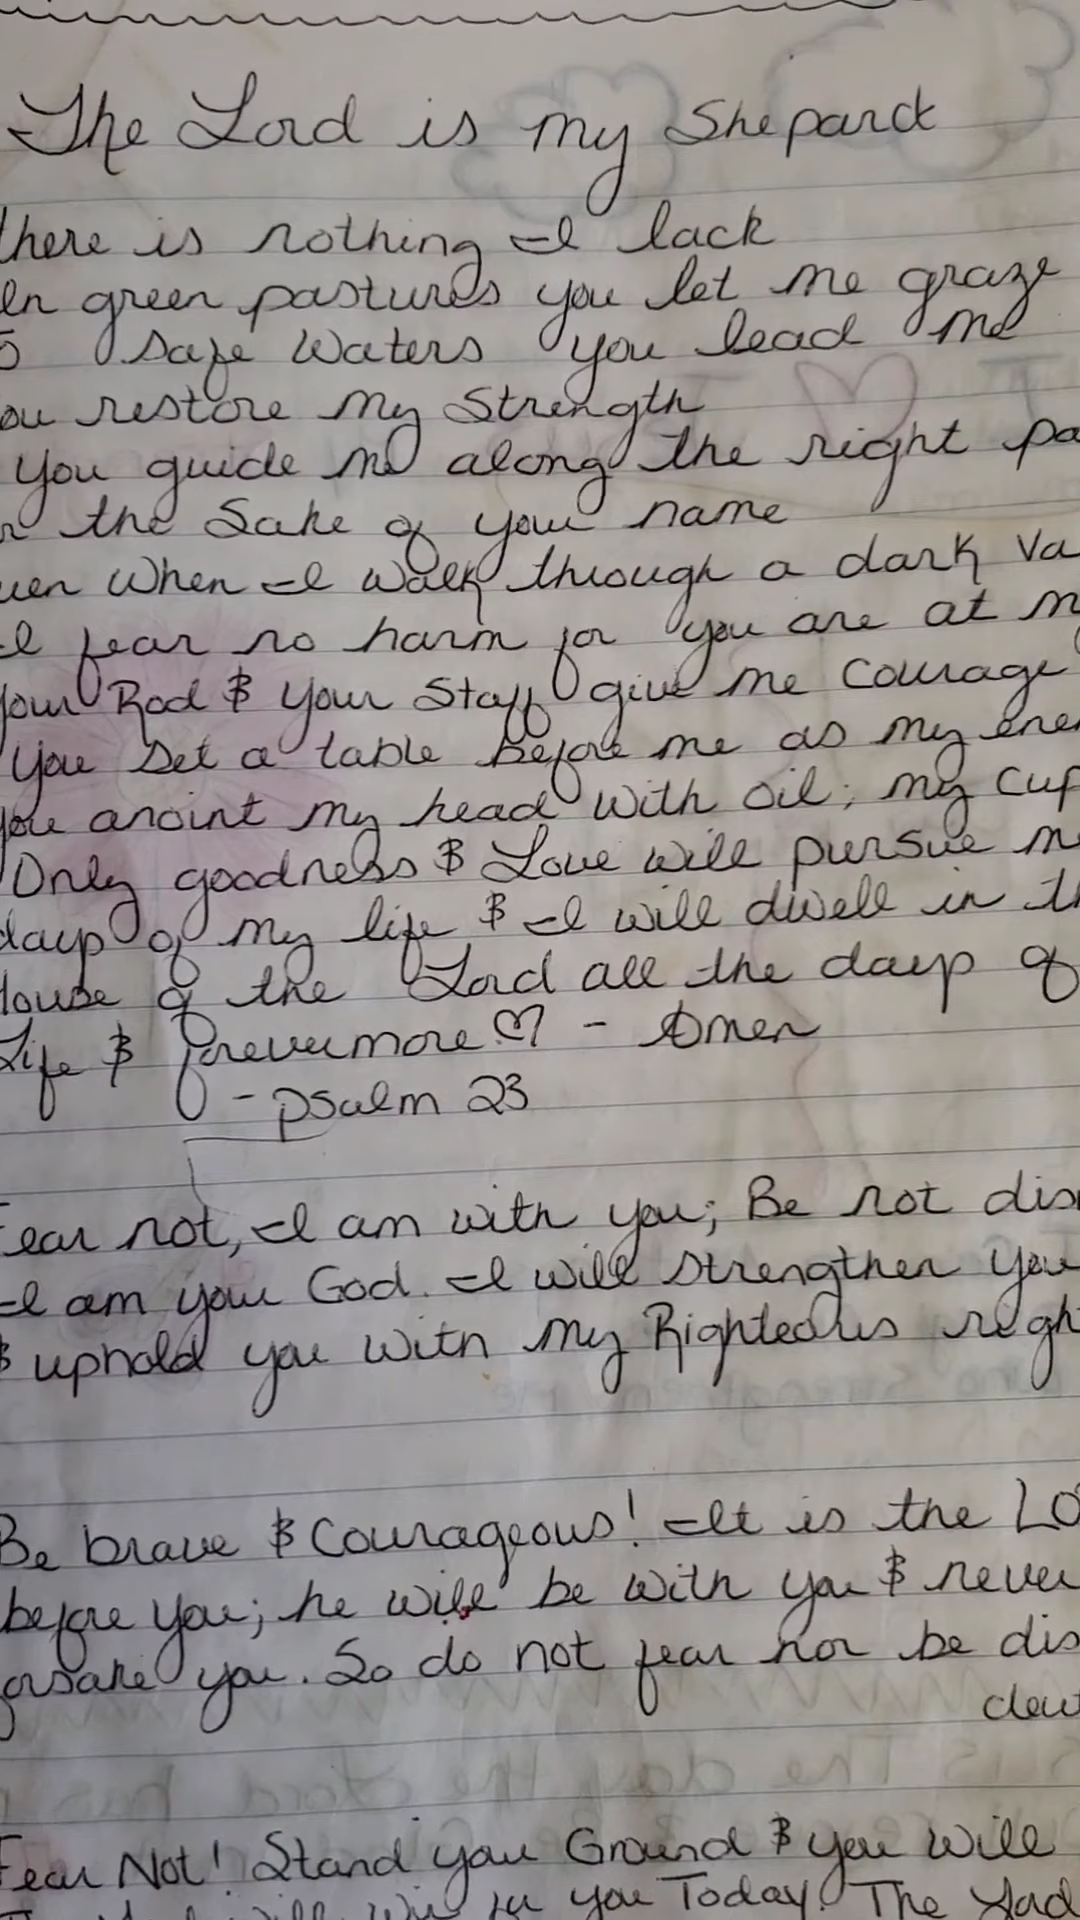 The Lord is my Shepard
there is nothing I lack
In green pastures you let me graze
safe Waters you lead me
ou restore my Strength
you guide me along the right pa
the Sake of your name
ven When I walk through a dark Va
I fear no harm for you are at m
your Rod & your Staff give me Courage
you set a table before me as my ene
you anoint my head with oil; my cup
Only goodness & Love will pursue m
days of my life & I will dwell in th
House of the Lord all the days of
Life & forevermore ♡ - Amen
- Psalm 23
Fear not, I am with you; Be not dis
I am your God. I will strengthen you
& uphold you with my Righteous righ
Be brave & Courageous! It is the LO
before you; he will be with you & neve
orsake you. So do not fear nor be dis
deut
Fear Not! Stand your Ground & you will
you Today. The Lord